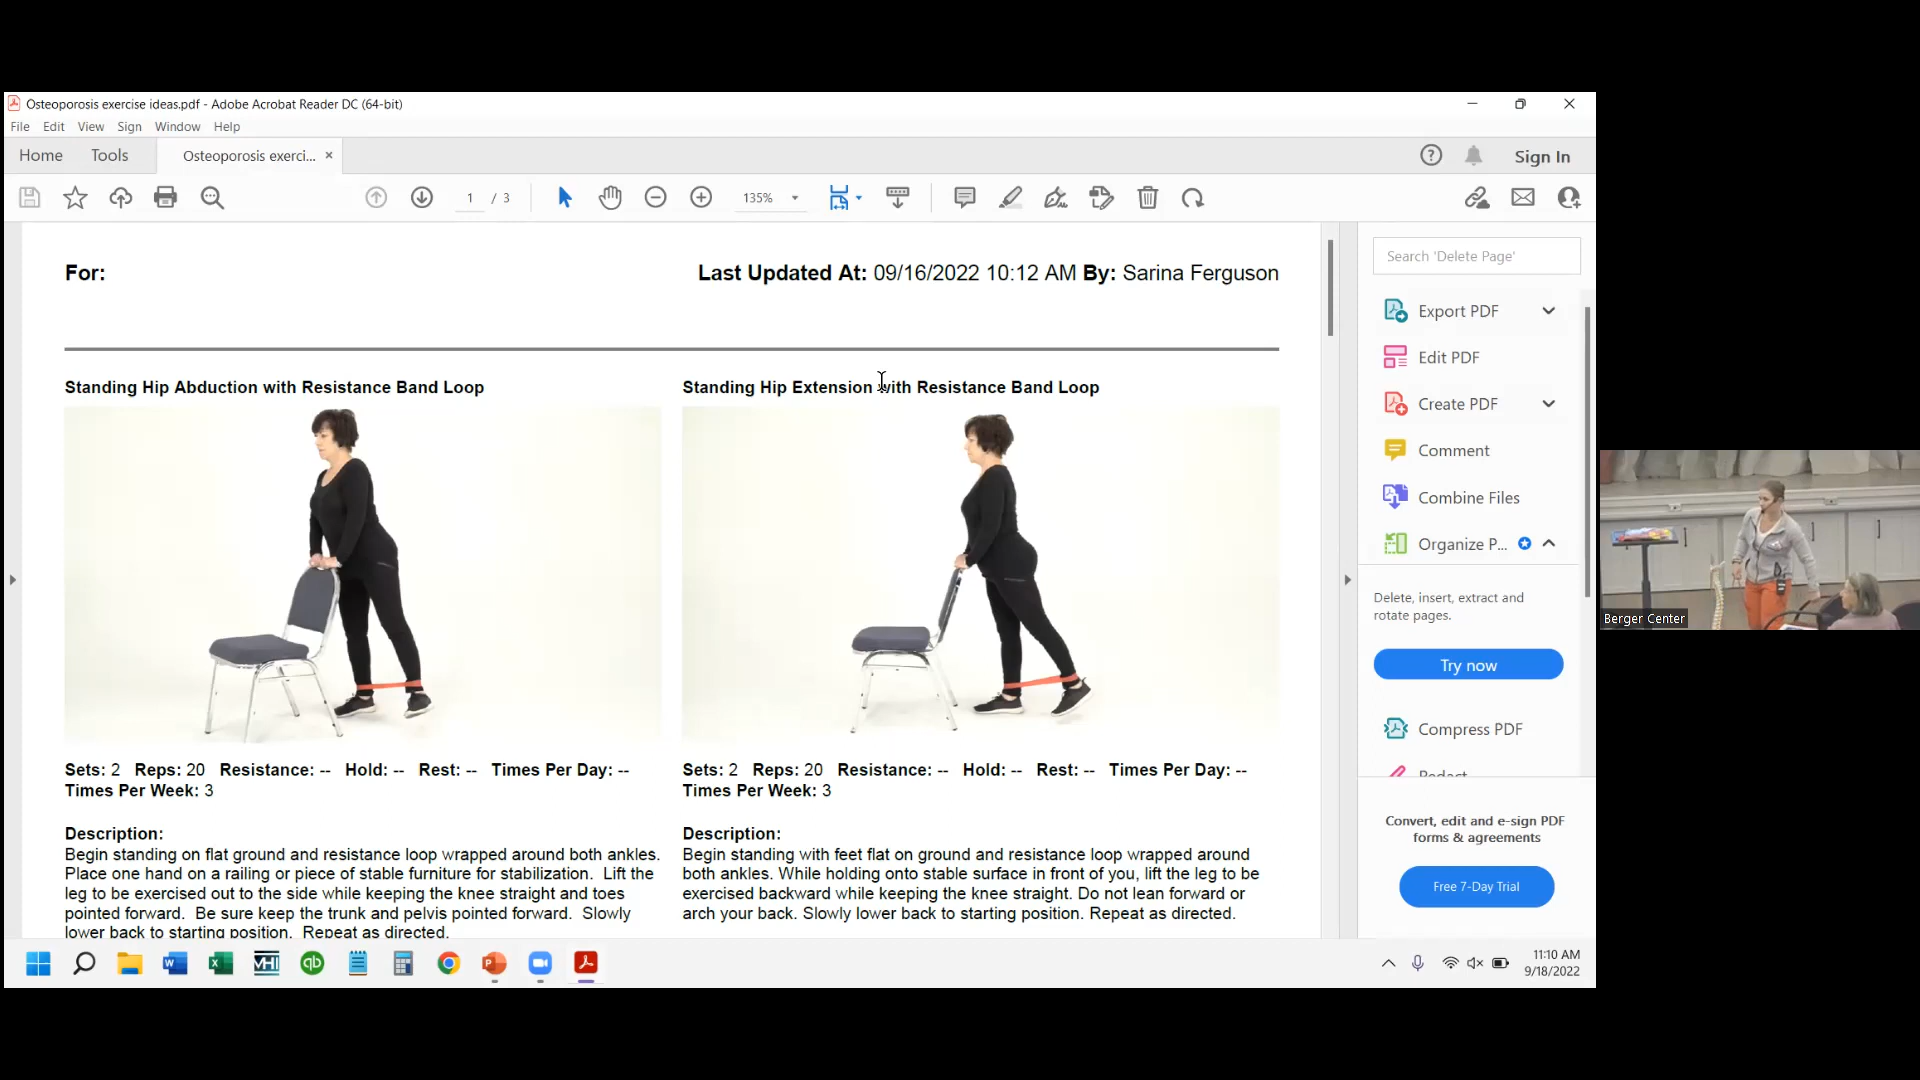 Osteoporosis exercise ideas.pdf - Adobe Acrobat Reader DC (64-bit)
File Edit View Sign Window Help
Home Tools Osteoporosis exerci... × Sign In
1 / 3 135%
Search 'Delete Page'
For: Last Updated At: 09/16/2022 10:12 AM By: Sarina Ferguson
Export PDF
Edit PDF
Create PDF
Comment
Combine Files
Organize P...
Delete, insert, extract and
rotate pages.
Try now
Compress PDF
Redact
Convert, edit and e-sign PDF
forms & agreements
Free 7-Day Trial
Standing Hip Abduction with Resistance Band Loop
Sets: 2 Reps: 20 Resistance: -- Hold: -- Rest: -- Times Per Day: --
Times Per Week: 3
Description:
Begin standing on flat ground and resistance loop wrapped around both ankles.
Place one hand on a railing or piece of stable furniture for stabilization. Lift the
leg to be exercised out to the side while keeping the knee straight and toes
pointed forward. Be sure keep the trunk and pelvis pointed forward. Slowly
lower back to starting position. Repeat as directed.
Standing Hip Extension with Resistance Band Loop
Sets: 2 Reps: 20 Resistance: -- Hold: -- Rest: -- Times Per Day: --
Times Per Week: 3
Description:
Begin standing with feet flat on ground and resistance loop wrapped around
both ankles. While holding onto stable surface in front of you, lift the leg to be
exercised backward while keeping the knee straight. Do not lean forward or
arch your back. Slowly lower back to starting position. Repeat as directed.
Berger Center
VHI
qb
11:10 AM
9/18/2022